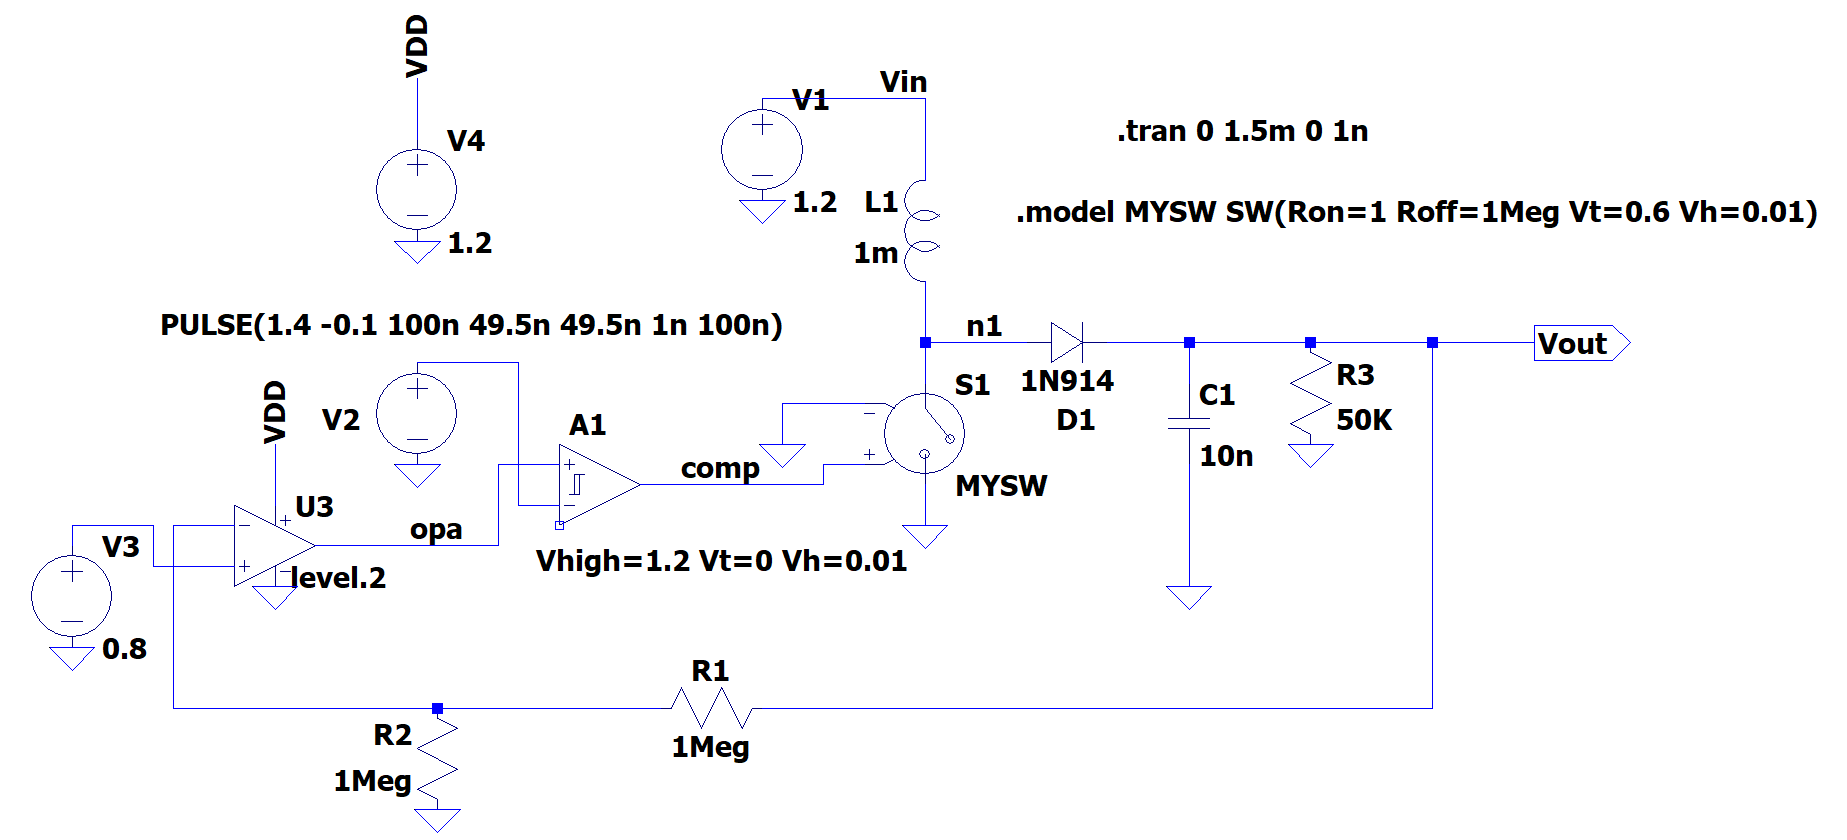 VDD
V4
1.2
Vin
V1
1.2
L1
1m
.tran 0 1.5m 0 1n
.model MYSW SW(Ron=1 Roff=1Meg Vt=0.6 Vh=0.01)
PULSE(1.4 -0.1 100n 49.5n 49.5n 1n 100n)
V2
VDD
A1
comp
n1
S1
MYSW
1N914
D1
C1
10n
R3
50K
Vout
U3
level.2
opa
Vhigh=1.2 Vt=0 Vh=0.01
V3
0.8
R1
1Meg
R2
1Meg